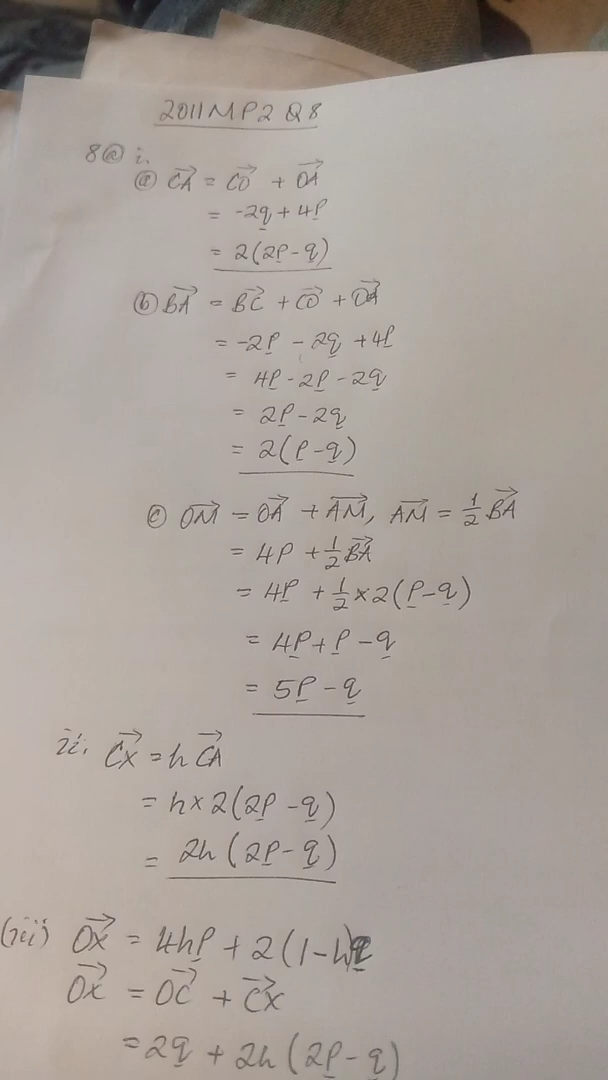 2011 M P2 Q8
8ⓐ i.
ⓐ →CA = →CO + →OA
= -2q̲ + 4p̲
= 2(2p̲ - q̲)
ⓑ →BA = →BC + →CO + →OA
= -2p̲ - 2q̲ + 4p̲
= 4p̲ - 2p̲ - 2q̲
= 2p̲ - 2q̲
= 2(p̲ - q̲)
ⓒ →OM = →OA + →AM, →AM = ½ →BA
= 4p + ½ →BA
= 4p̲ + ½ × 2(p̲ - q̲)
= 4p̲ + p̲ - q̲
= 5p̲ - q̲
ii. →CX = h →CA
= h × 2(2p̲ - q̲)
= 2h(2p̲ - q̲)
(iii) →OX = 4hp̲ + 2(1-h)q̲
→OX = →OC + →CX
= 2q̲ + 2h(2p̲ - q̲)